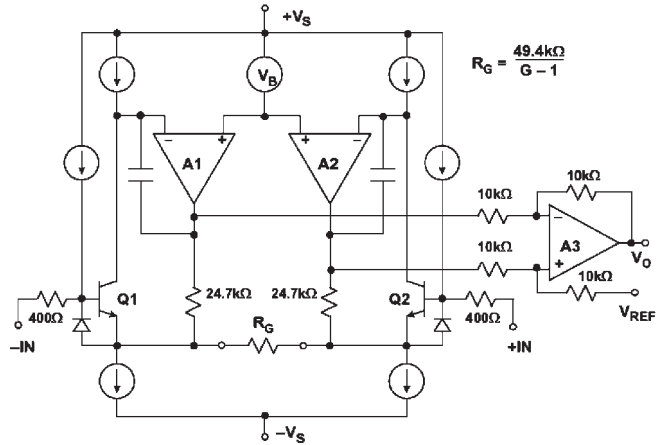 +VS
RG = 49.4kΩ
G – 1
VB
–
+
+
–
A1
A2
10kΩ
10kΩ
–
A3
+
VO
10kΩ
10kΩ
VREF
Q1
24.7kΩ
24.7kΩ
Q2
400Ω
RG
400Ω
–IN
+IN
–VS